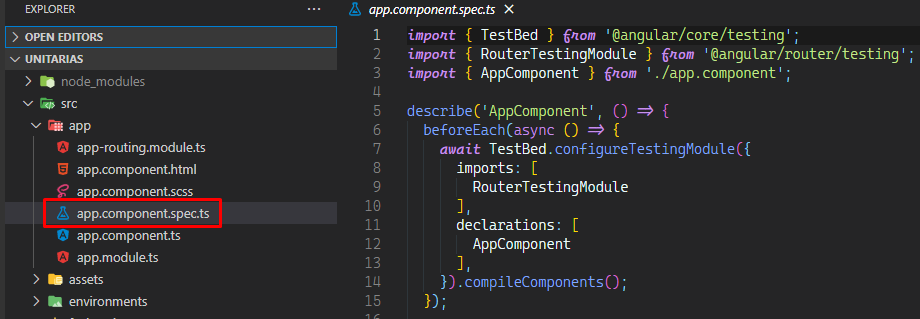 EXPLORER
OPEN EDITORS
UNITARIAS
node_modules
src
app
app-routing.module.ts
app.component.html
app.component.scss
app.component.spec.ts
app.component.ts
app.module.ts
assets
environments
app.component.spec.ts
1 import { TestBed } from '@angular/core/testing';
2 import { RouterTestingModule } from '@angular/router/testing';
3 import { AppComponent } from './app.component';
4
5 describe('AppComponent', () => {
6 beforeEach(async () => {
7 await TestBed.configureTestingModule({
8 imports: [
9 RouterTestingModule
10 ],
11 declarations: [
12 AppComponent
13 ],
14 }).compileComponents();
15 });